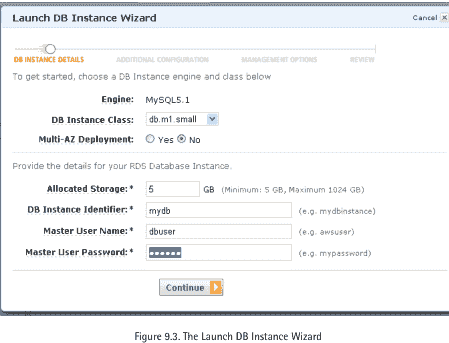 Launch DB Instance Wizard
Cancel X
DB INSTANCE DETAILS ADDITIONAL CONFIGURATION MANAGEMENT OPTIONS REVIEW
To get started, choose a DB Instance engine and class below
Engine: MySQL5.1
DB Instance Class: db.m1.small
Multi-AZ Deployment: Yes No
Provide the details for your RDS Database Instance.
Allocated Storage: * 5 GB (Minimum: 5 GB, Maximum 1024 GB)
DB Instance Identifier: * mydb (e.g. mydbinstance)
Master User Name: * dbuser (e.g. awsuser)
Master User Password: * •••••• (e.g. mypassword)
Continue
Figure 9.3. The Launch DB Instance Wizard